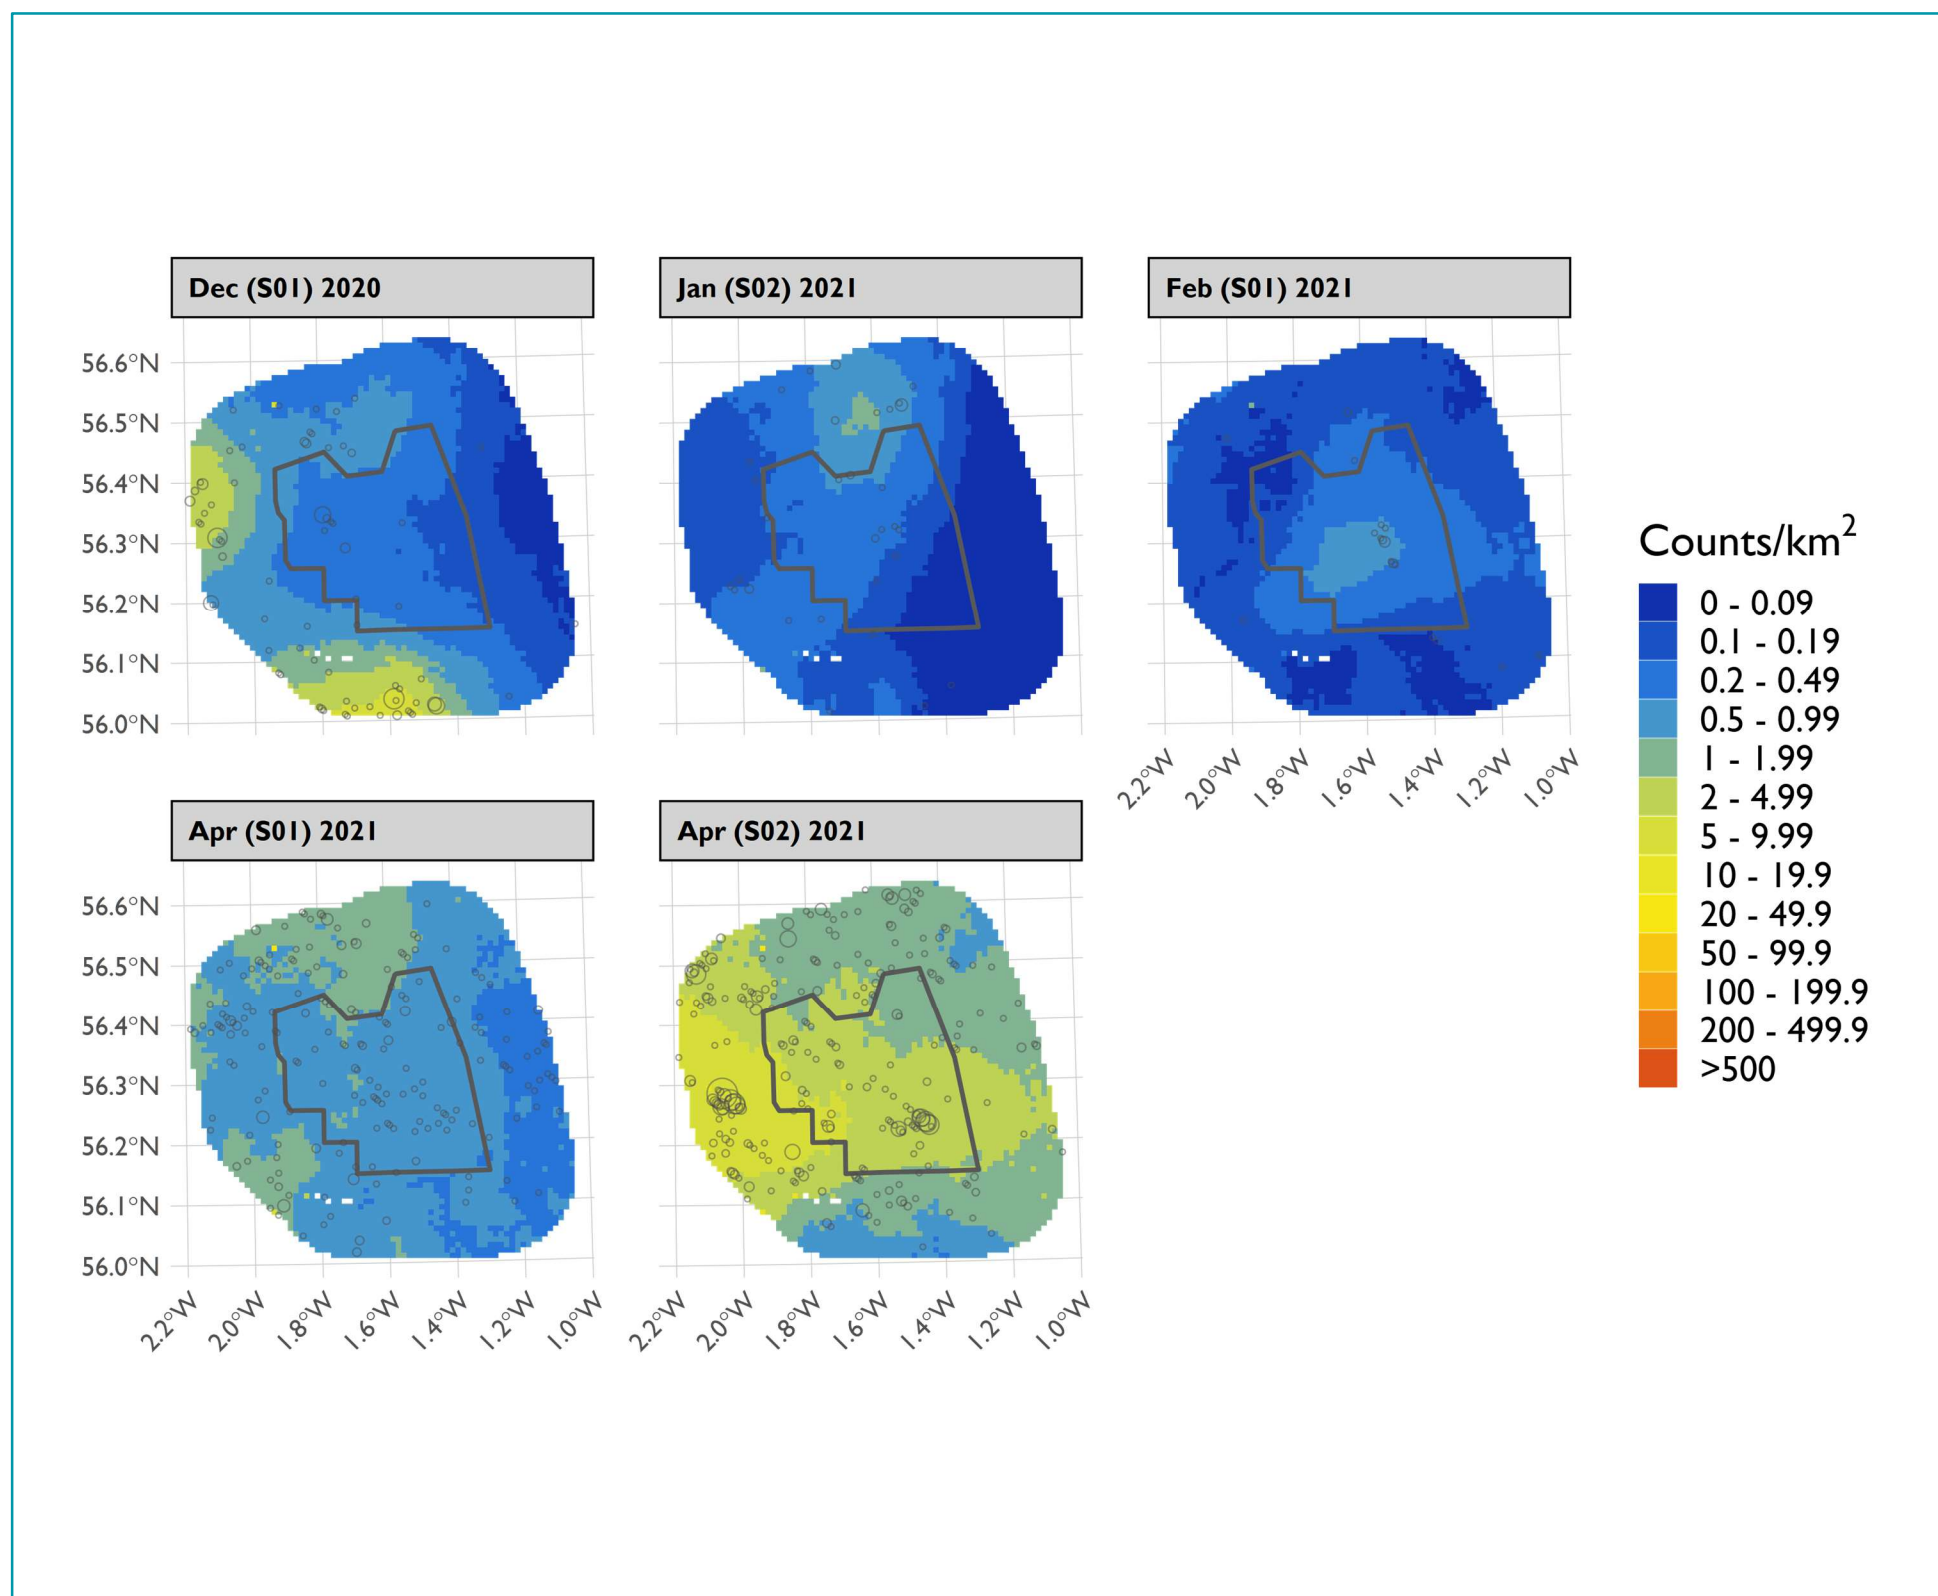 Dec (S01) 2020
Jan (S02) 2021
Feb (S01) 2021
56.6°N
56.5°N
56.4°N
56.3°N
56.2°N
56.1°N
56.0°N
2.2°W
2.0°W
1.8°W
1.6°W
1.4°W
1.2°W
1.0°W
Apr (S01) 2021
Apr (S02) 2021
56.6°N
56.5°N
56.4°N
56.3°N
56.2°N
56.1°N
56.0°N
2.2°W
2.0°W
1.8°W
1.6°W
1.4°W
1.2°W
1.0°W
2.2°W
2.0°W
1.8°W
1.6°W
1.4°W
1.2°W
1.0°W
Counts/km²
0 - 0.09
0.1 - 0.19
0.2 - 0.49
0.5 - 0.99
1 - 1.99
2 - 4.99
5 - 9.99
10 - 19.9
20 - 49.9
50 - 99.9
100 - 199.9
200 - 499.9
>500